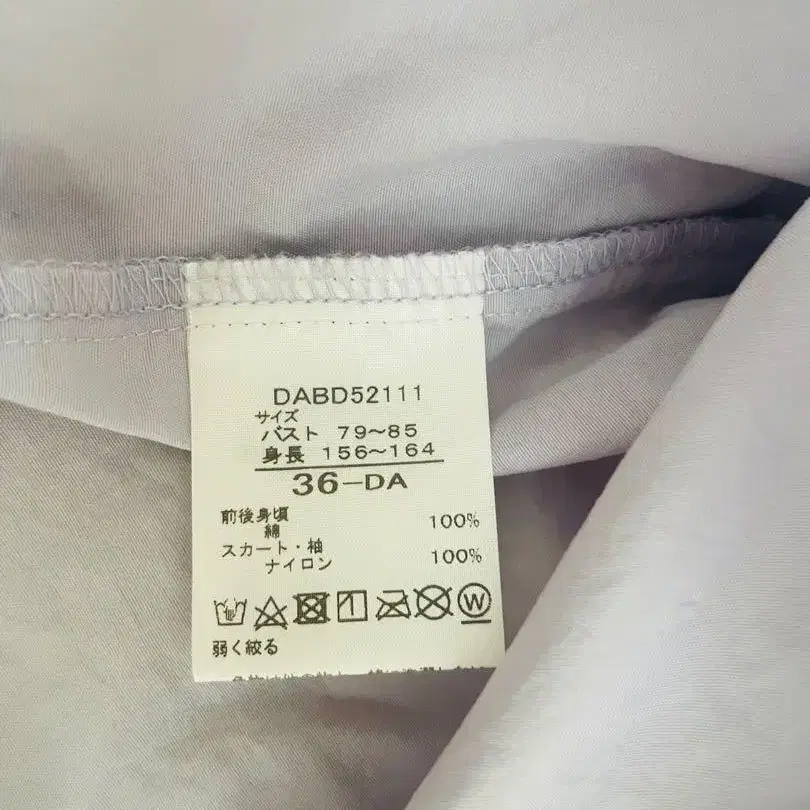 DABD52111
サイズ
バスト 79～85
身長 156～164
36-DA
前後身頃
綿 100%
スカート・袖
ナイロン 100%
W
弱く絞る